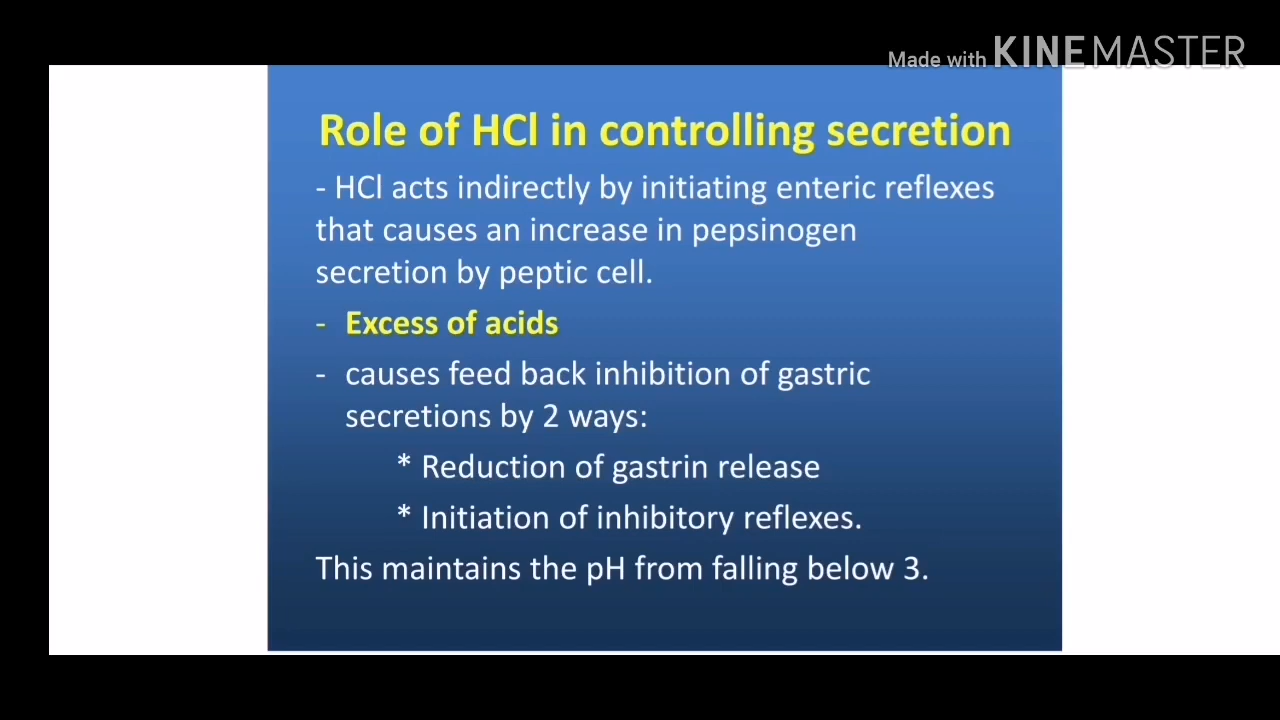 Made with KINEMASTER
Role of HCl in controlling secretion
- HCl acts indirectly by initiating enteric reflexes
that causes an increase in pepsinogen
secretion by peptic cell.
- Excess of acids
- causes feed back inhibition of gastric
secretions by 2 ways:
* Reduction of gastrin release
* Initiation of inhibitory reflexes.
This maintains the pH from falling below 3.